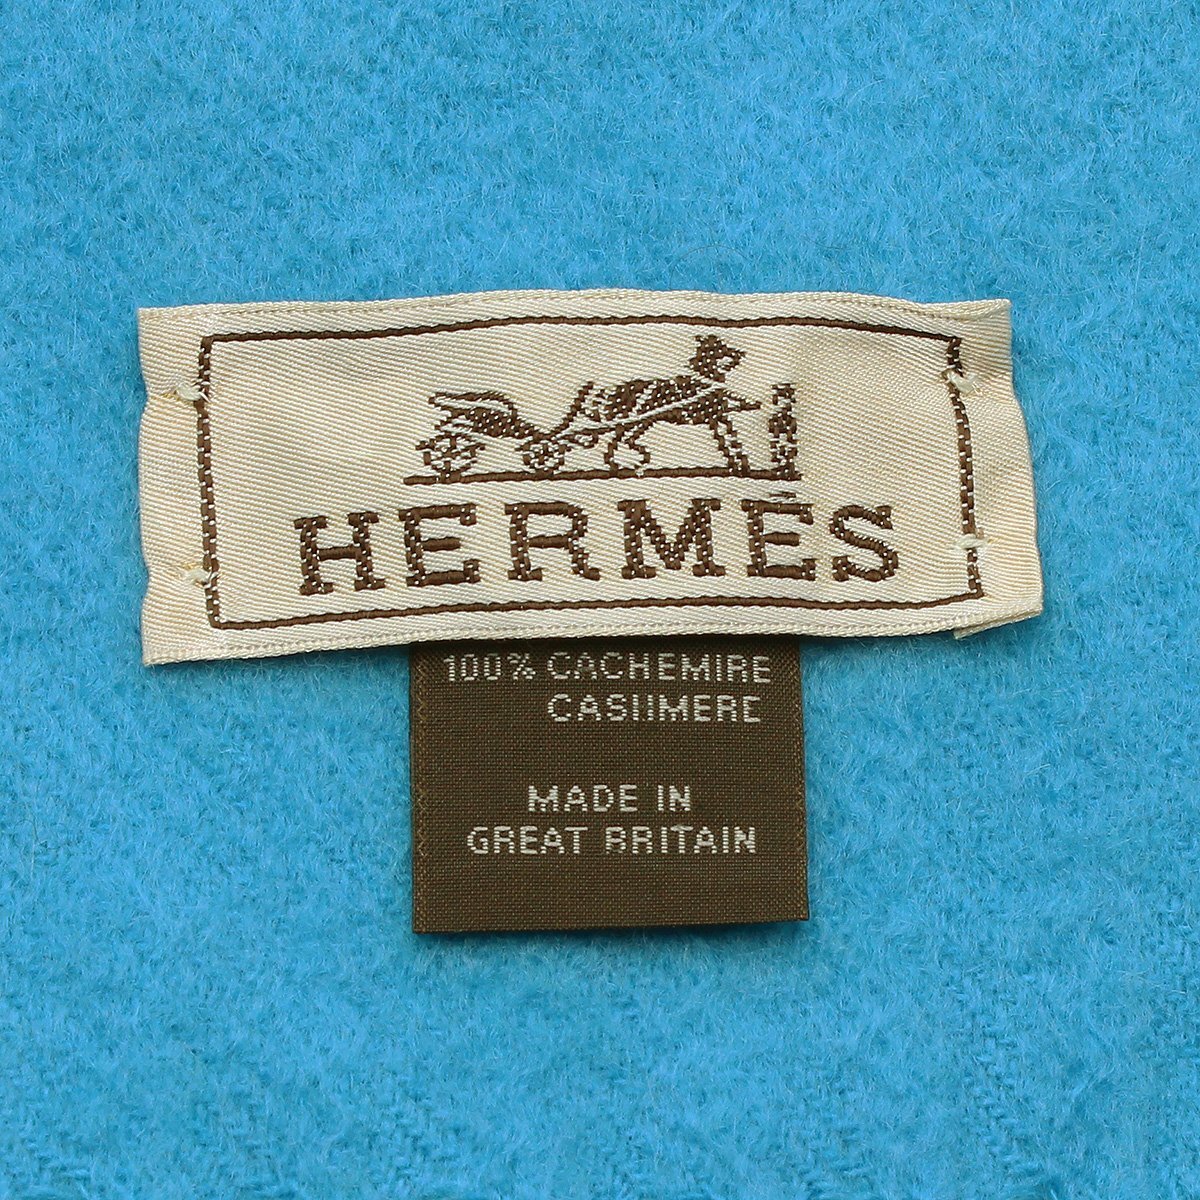 HERMÈS
100% CACHEMIRE
CASHMERE
MADE IN
GREAT BRITAIN